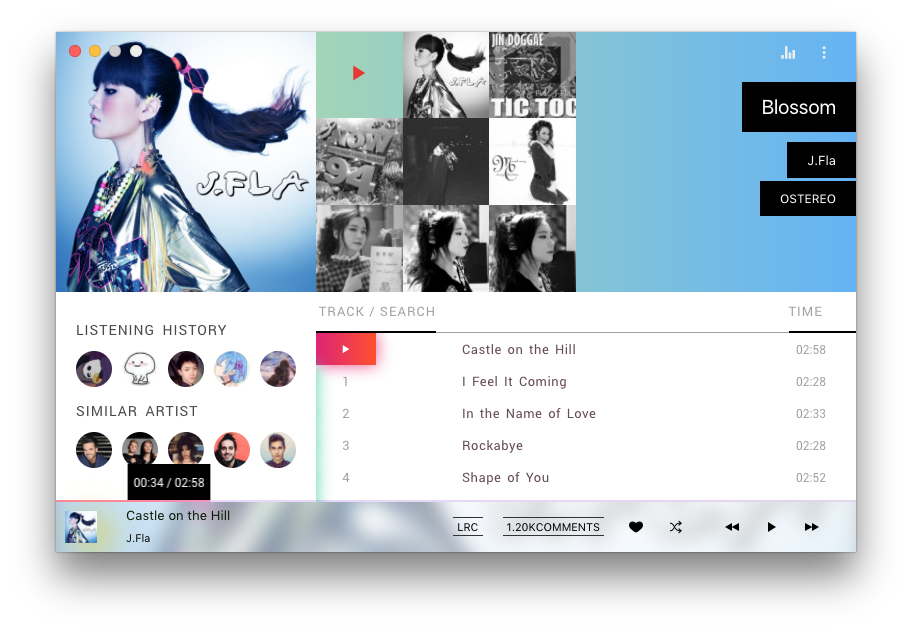 J.FLA
JIN DOGGAE
TIC TOC
NOW
94
Blossom
J.Fla
OSTEREO
LISTENING HISTORY
SIMILAR ARTIST
TRACK / SEARCH TIME
Castle on the Hill 02:58
1 I Feel It Coming 02:28
2 In the Name of Love 02:33
3 Rockabye 02:28
4 Shape of You 02:52
00:34 / 02:58
Castle on the Hill
J.Fla
LRC 1.20KCOMMENTS